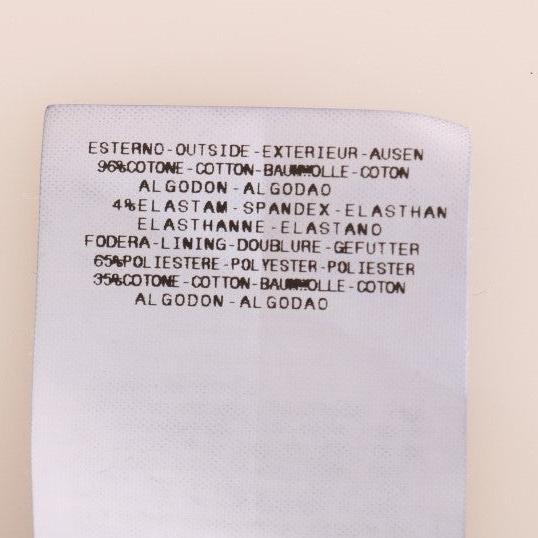 ESTERNO-OUTSIDE-EXTERIEUR-AUSEN
96%COTONE-COTTON-BAUMWOLLE-COTON
ALGODON-ALGODAO
4%ELASTAM-SPANDEX-ELASTHAN
ELASTHANNE-ELASTANO
FODERA-LINING-DOUBLURE-GEFUTTER
65%POLIESTERE-POLYESTER-POLIESTER
35%COTONE-COTTON-BAUMWOLLE-COTON
ALGODON-ALGODAO